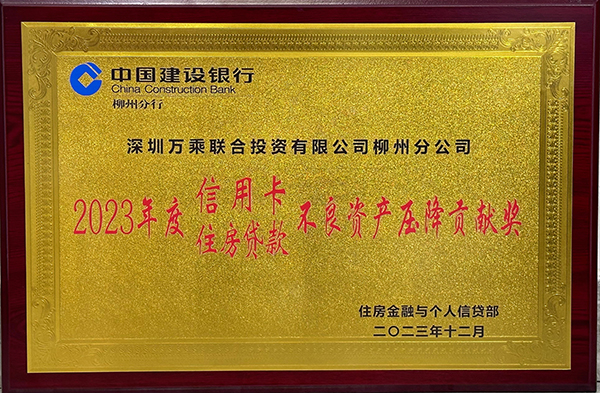 中国建设银行
China Construction Bank
柳州分行
深圳万乘联合投资有限公司柳州分公司
2023年度信用卡住房贷款不良资产压降贡献奖
住房金融与个人信贷部
二〇二三年十二月